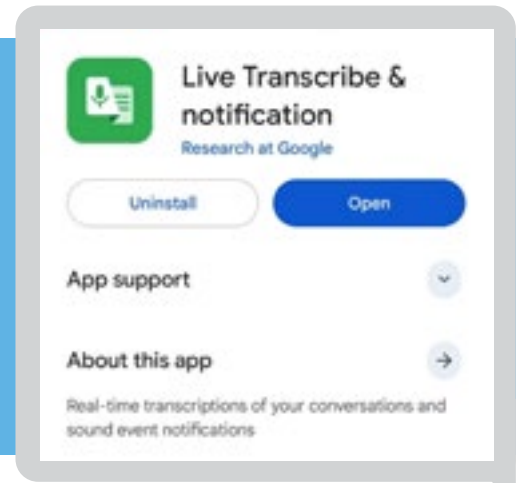 Live Transcribe &
notification
Research at Google
Uninstall
Open
App support
About this app
Real-time transcriptions of your conversations and
sound event notifications